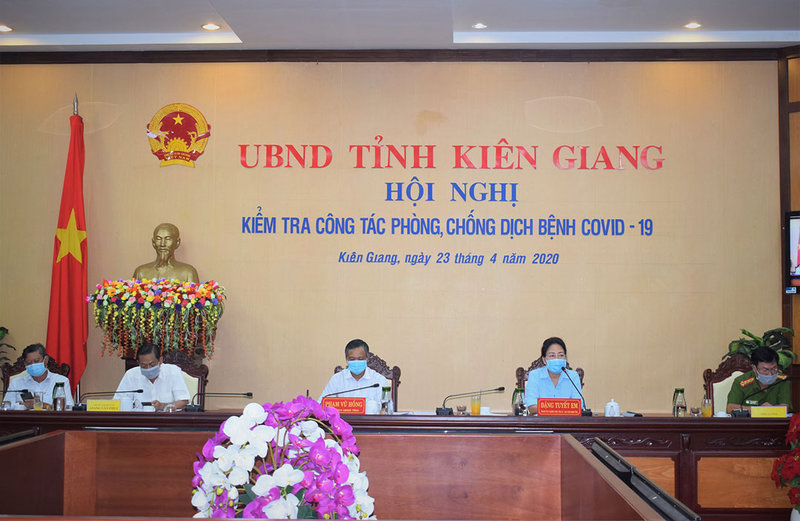 UBND TỈNH KIÊN GIANG
HỘI NGHỊ
KIỂM TRA CÔNG TÁC PHÒNG, CHỐNG DỊCH BỆNH COVID - 19
Kiên Giang, ngày 23 tháng 4 năm 2020
PHẠM VŨ HỒNG
ĐẶNG TUYẾT EM